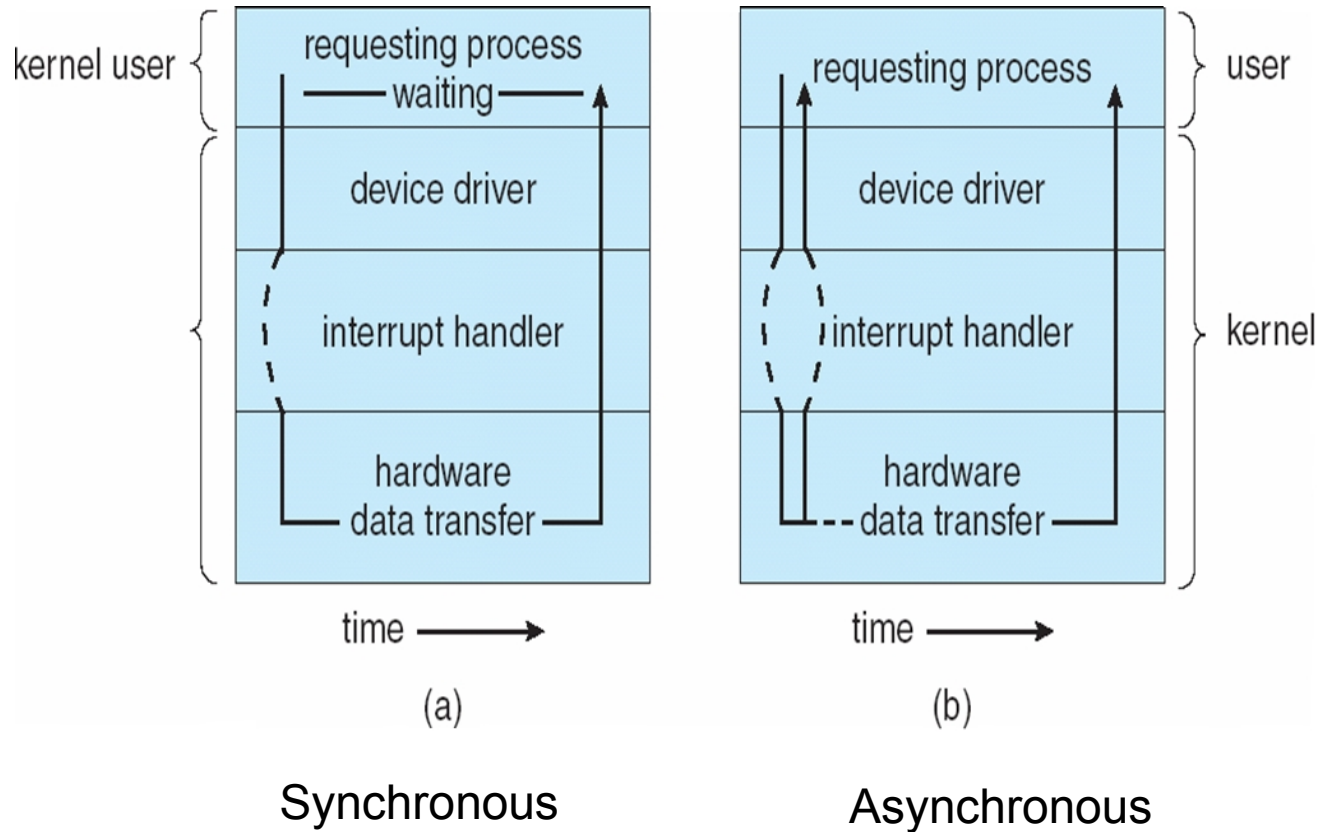 kernel user
requesting process
waiting
device driver
interrupt handler
hardware
data transfer
time
(a)
Synchronous
requesting process
user
device driver
interrupt handler
kernel
hardware
data transfer
time
(b)
Asynchronous